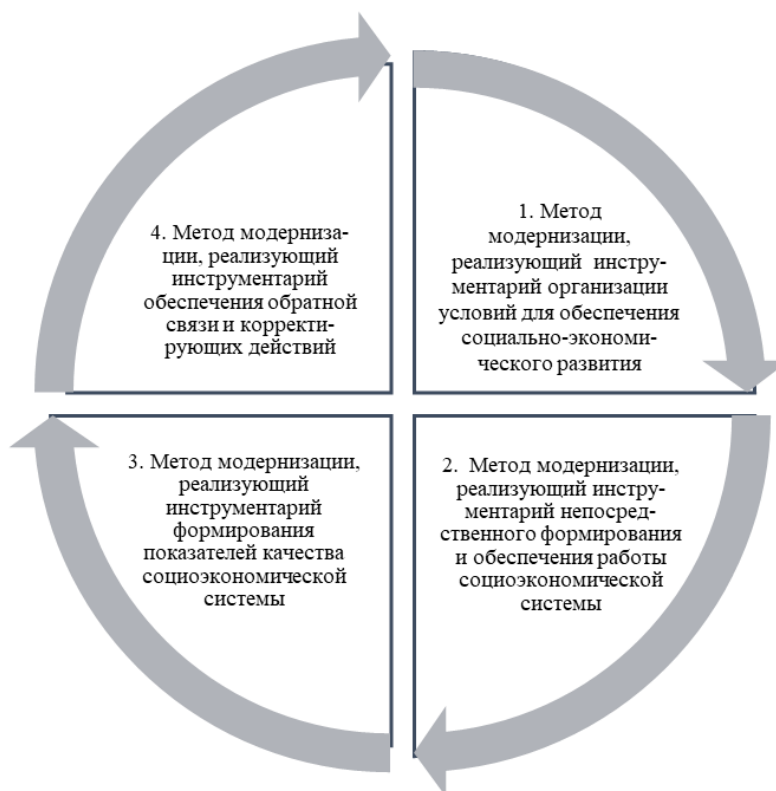 1. Метод
модернизации,
реализующий инстру-
ментарий организации
условий для обеспечения
социально-экономи-
ческого развития
2. Метод модернизации,
реализующий инстру-
ментарий непосред-
ственного формирования
и обеспечения работы
социоэкономической
системы
3. Метод модернизации,
реализующий
инструментарий
формирования
показателей качества
социоэкономической
системы
4. Метод модерниза-
ции, реализующий
инструментарий
обеспечения обратной
связи и корректи-
рующих действий